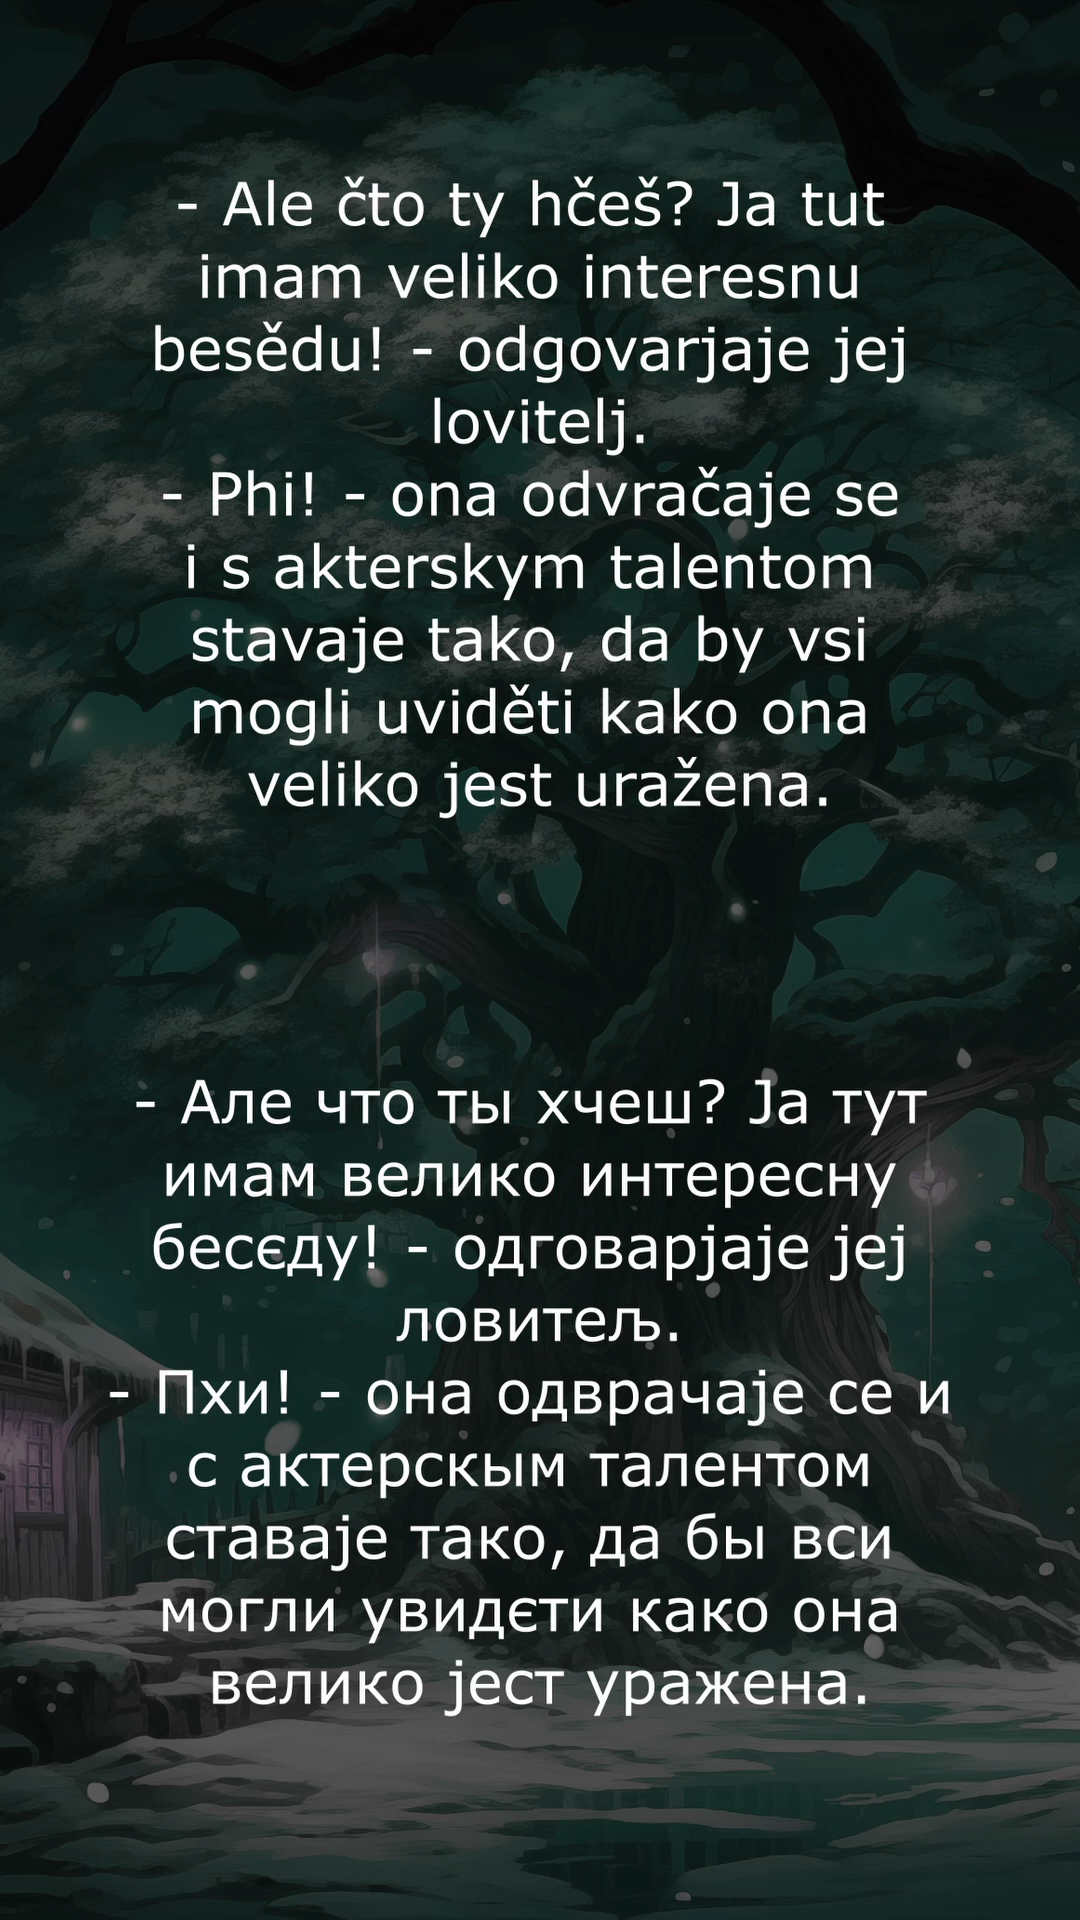 - Ale čto ty hčeš? Ja tut
imam veliko interesnu
besědu! - odgovarjaje jej
lovitelj.
- Phi! - ona odvračaje se
i s akterskym talentom
stavaje tako, da by vsi
mogli uviděti kako ona
veliko jest uražena.
- Але что ты хчеш? Ја тут
имам велико интересну
бесєду! - одговарјаје јеј
ловитељ.
- Пхи! - она одврачаје се и
с актерскым талентом
ставаје тако, да бы вси
могли увидєти како она
велико јест уражена.